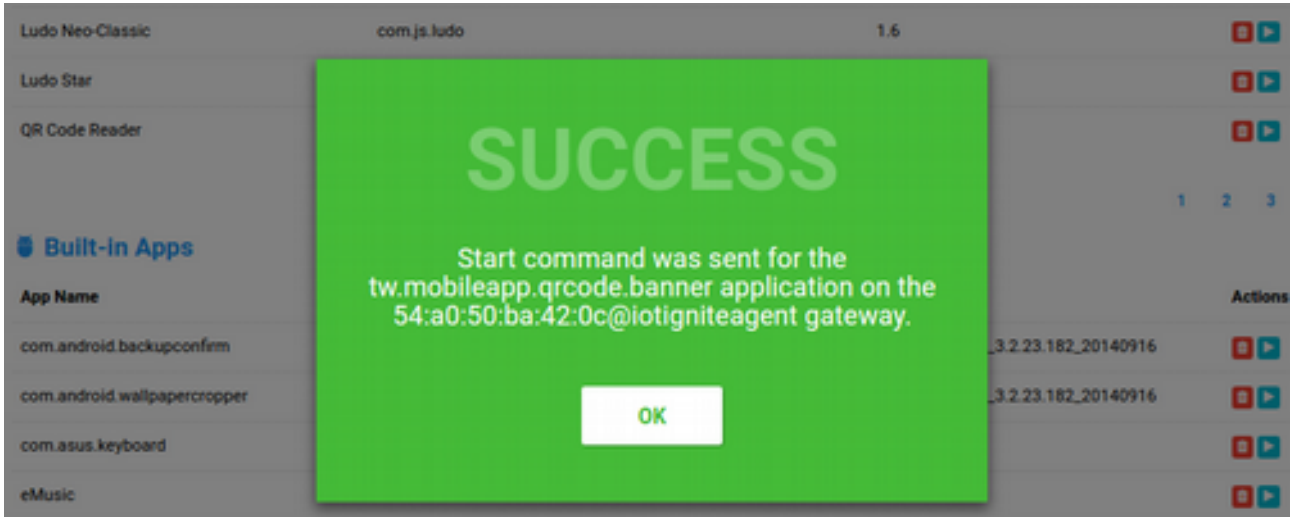 Ludo Neo-Classic com.js.ludo 1.6
Ludo Star
QR Code Reader
SUCCESS
1 2 3
Built-in Apps
Start command was sent for the
tw.mobileapp.qrcode.banner application on the
54:a0:50:ba:42:0c@iotigniteagent gateway.
App Name Actions
com.android.backupconfirm _3.2.23.182_20140916
com.android.wallpapercropper _3.2.23.182_20140916
OK
com.asus.keyboard
eMusic